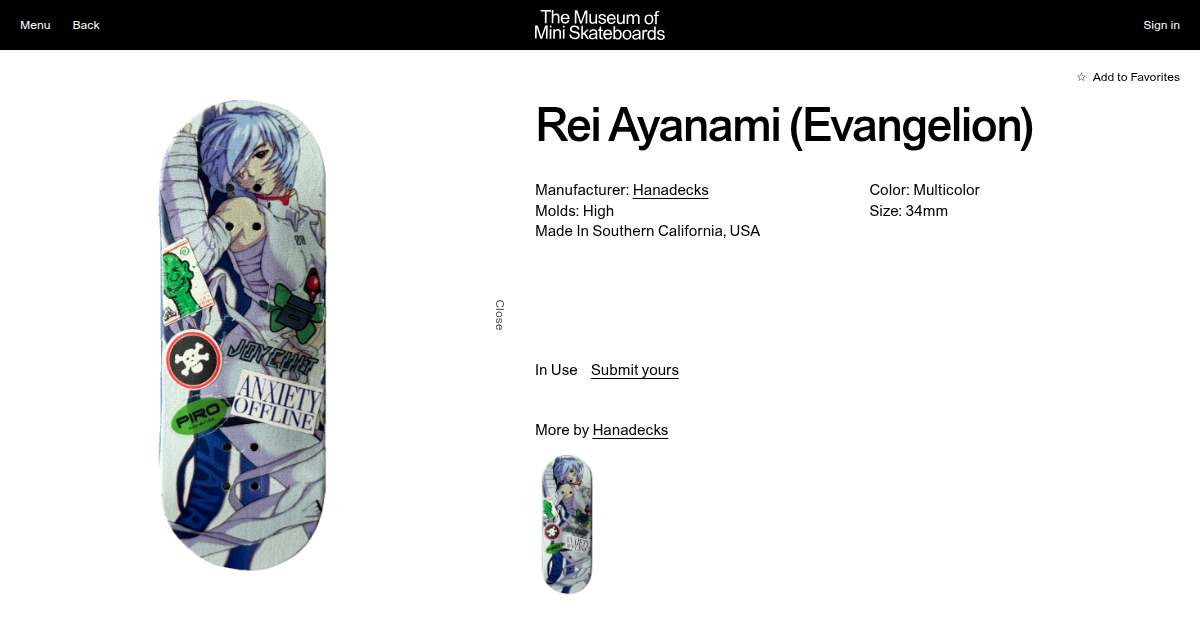 Menu
Back
The Museum of
Mini Skateboards
Sign in
☆ Add to Favorites
Rei Ayanami (Evangelion)
Manufacturer: Hanadecks
Molds: High
Made In Southern California, USA
Color: Multicolor
Size: 34mm
Close
In Use Submit yours
More by Hanadecks
JOYCULT
ANXIETY
OFFLINE
PIRO
HANA